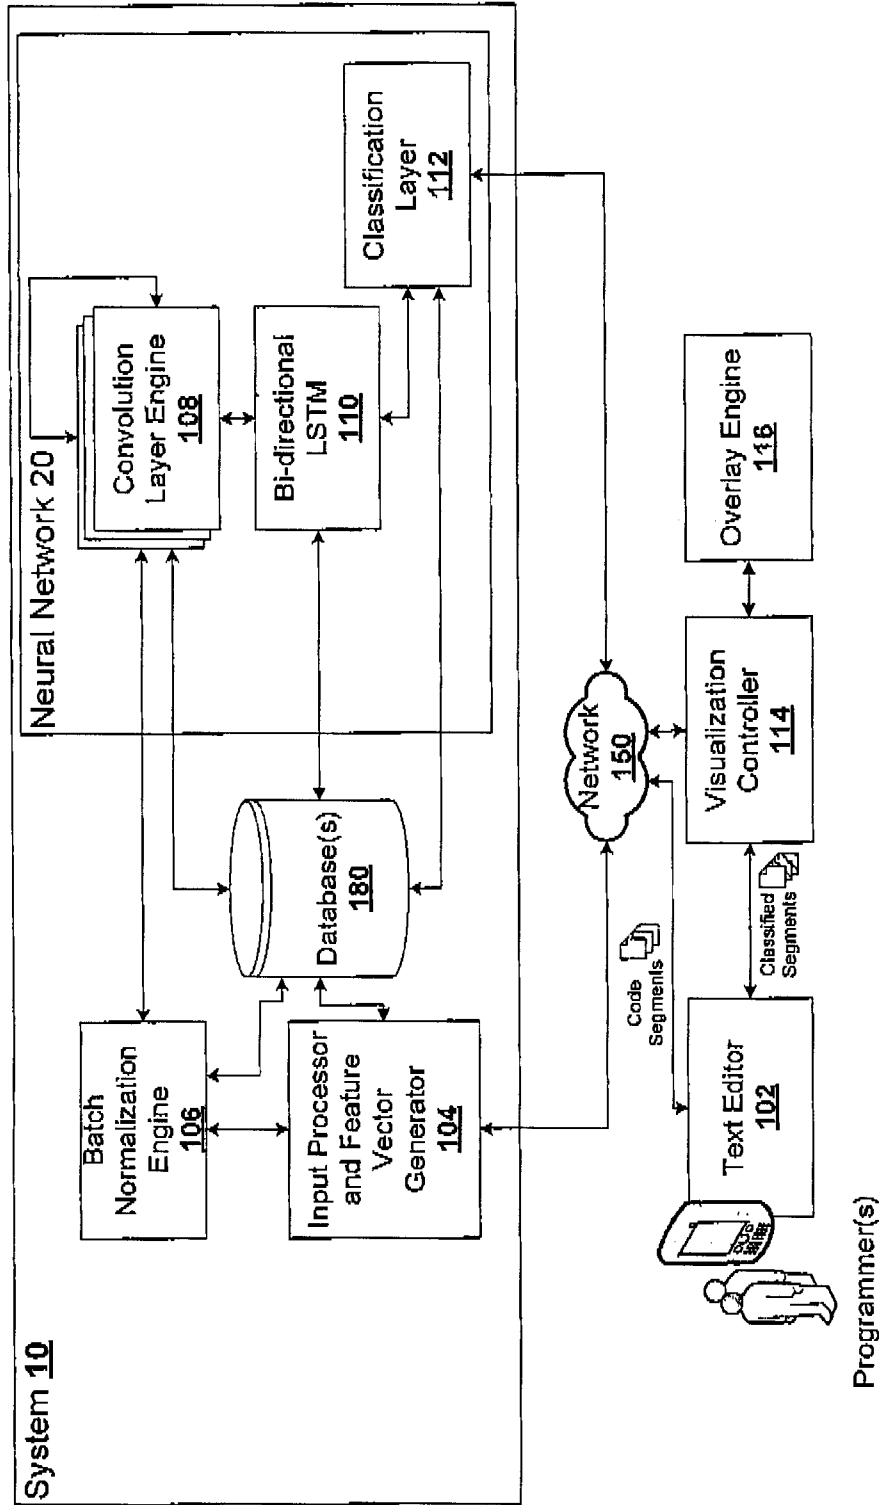 System 10
Neural Network 20
Batch
Normalization
Engine
106
Convolution
Layer Engine
108
Input Processor
and Feature
Vector
Generator
104
Database(s)
180
Bi-directional
LSTM
110
Classification
Layer
112
Network
150
Code
Segments
Classified
Segments
Text Editor
102
Visualization
Controller
114
Overlay Engine
116
Programmer(s)